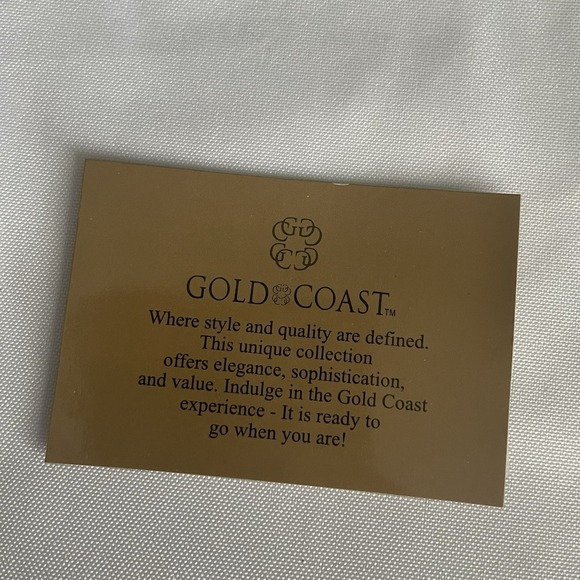 GOLD COAST™
Where style and quality are defined.
This unique collection
offers elegance, sophistication,
and value. Indulge in the Gold Coast
experience - It is ready to
go when you are!